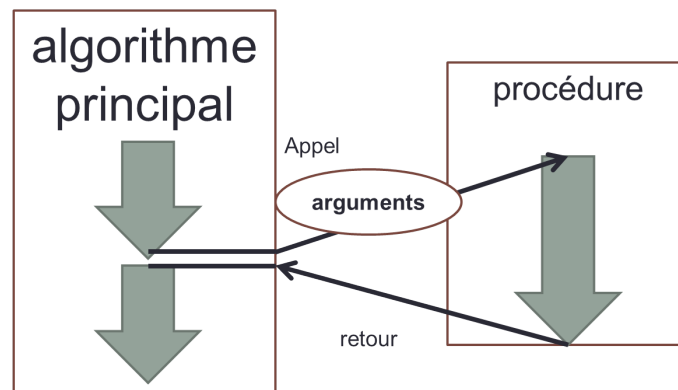 algorithme
principal
procédure
Appel
arguments
retour